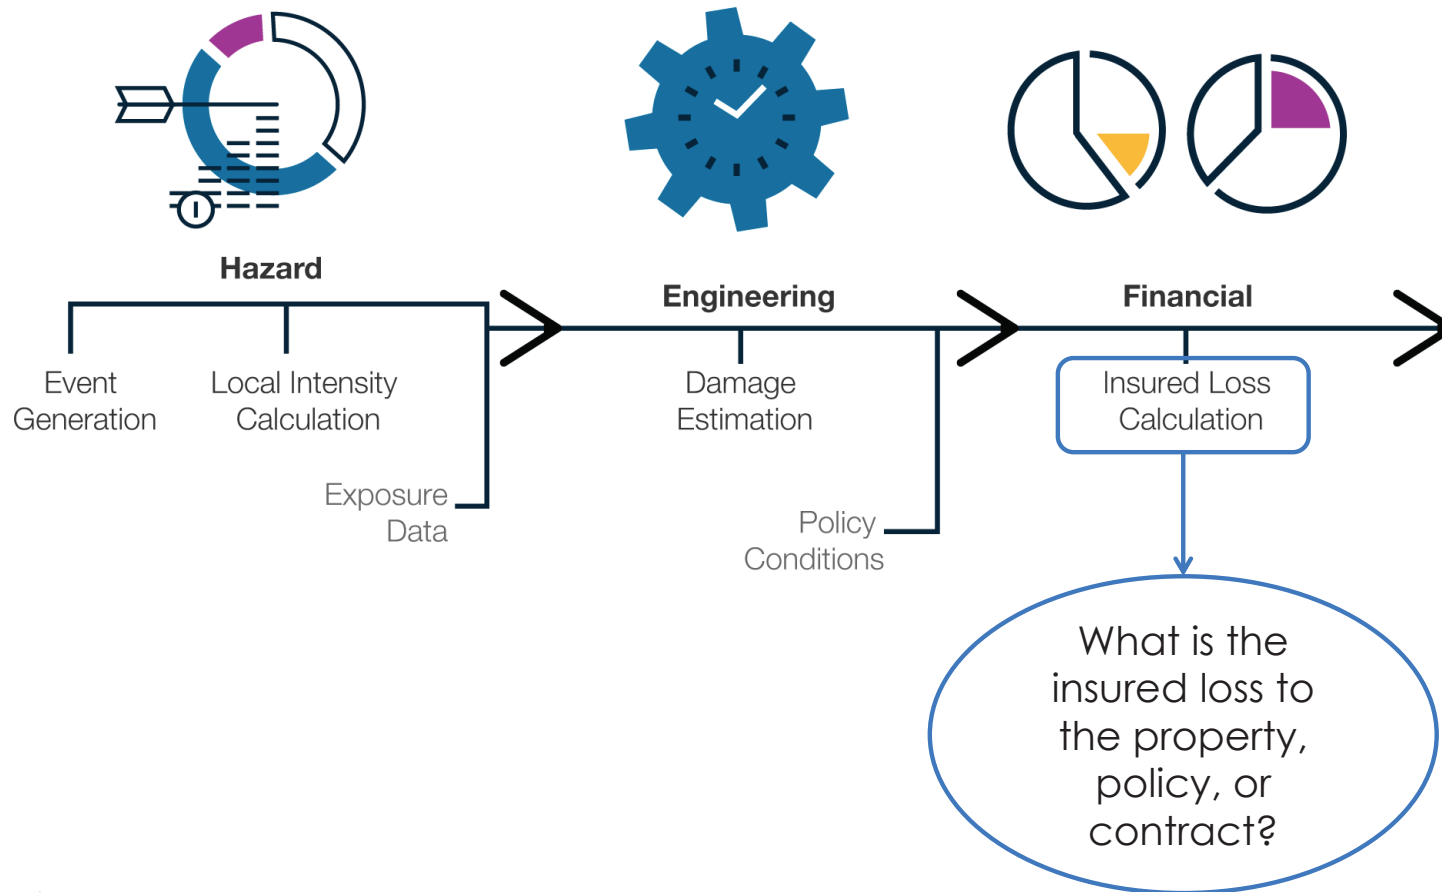 Hazard
Engineering
Financial
Event
Generation
Local Intensity
Calculation
Exposure
Data
Damage
Estimation
Policy
Conditions
Insured Loss
Calculation
What is the
insured loss to
the property,
policy, or
contract?